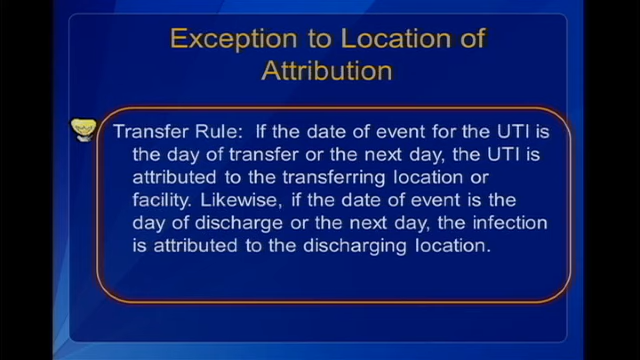 Exception to Location of
Attribution
Transfer Rule: If the date of event for the UTI is
the day of transfer or the next day, the UTI is
attributed to the transferring location or
facility. Likewise, if the date of event is the
day of discharge or the next day, the infection
is attributed to the discharging location.